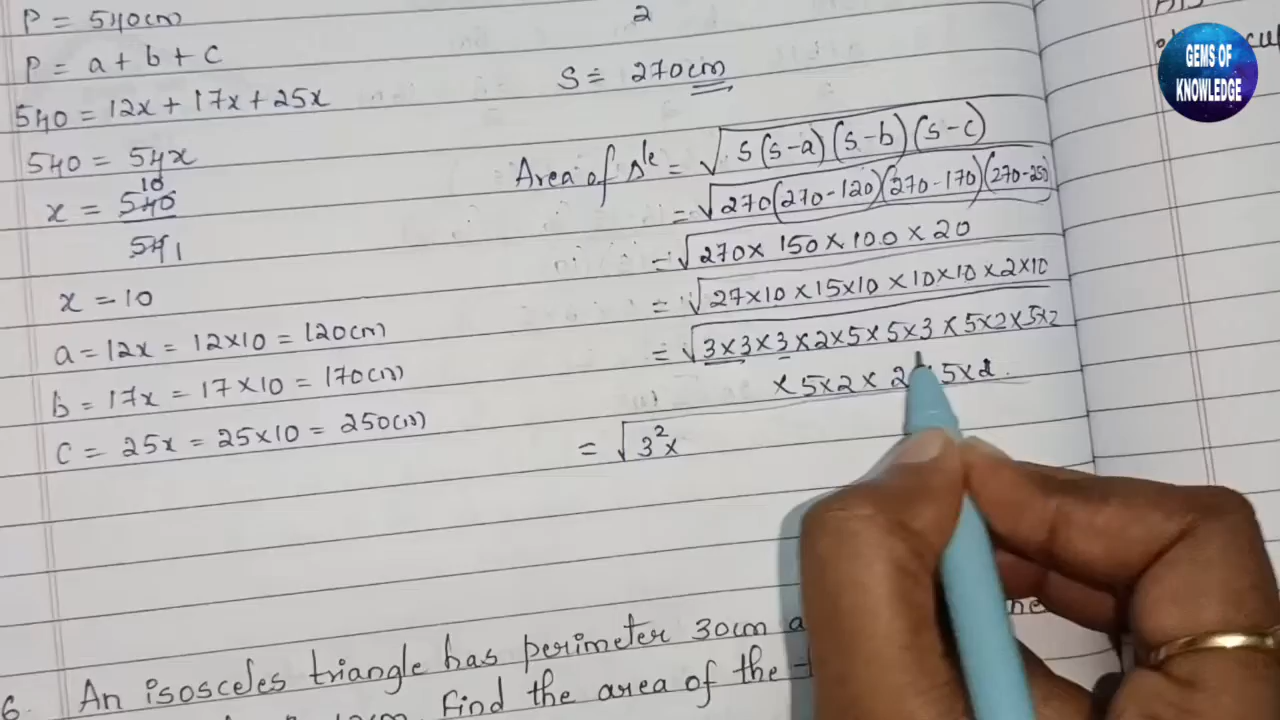 P = 540cm
P = a + b + c
540 = 12x + 17x + 25x
540 = 54x
10
x = 540
54 1
x = 10
a = 12x = 12×10 = 120cm
b = 17x = 17×10 = 170cm
c = 25x = 25×10 = 250cm
2
S = 270cm
Area of Δle = √S(S-a)(S-b)(S-c)
= √270(270-120)(270-170)(270-250)
= √270× 150×100 ×20
= √27×10 ×15×10 ×10×10 ×2×10
= √3×3×3×2×5×5×3×5×2×5×2
×5×2× 2 5×2
= √3²×
GEMS OF
KNOWLEDGE
6. An isosceles triangle has perimeter 30cm a
Find the area of the